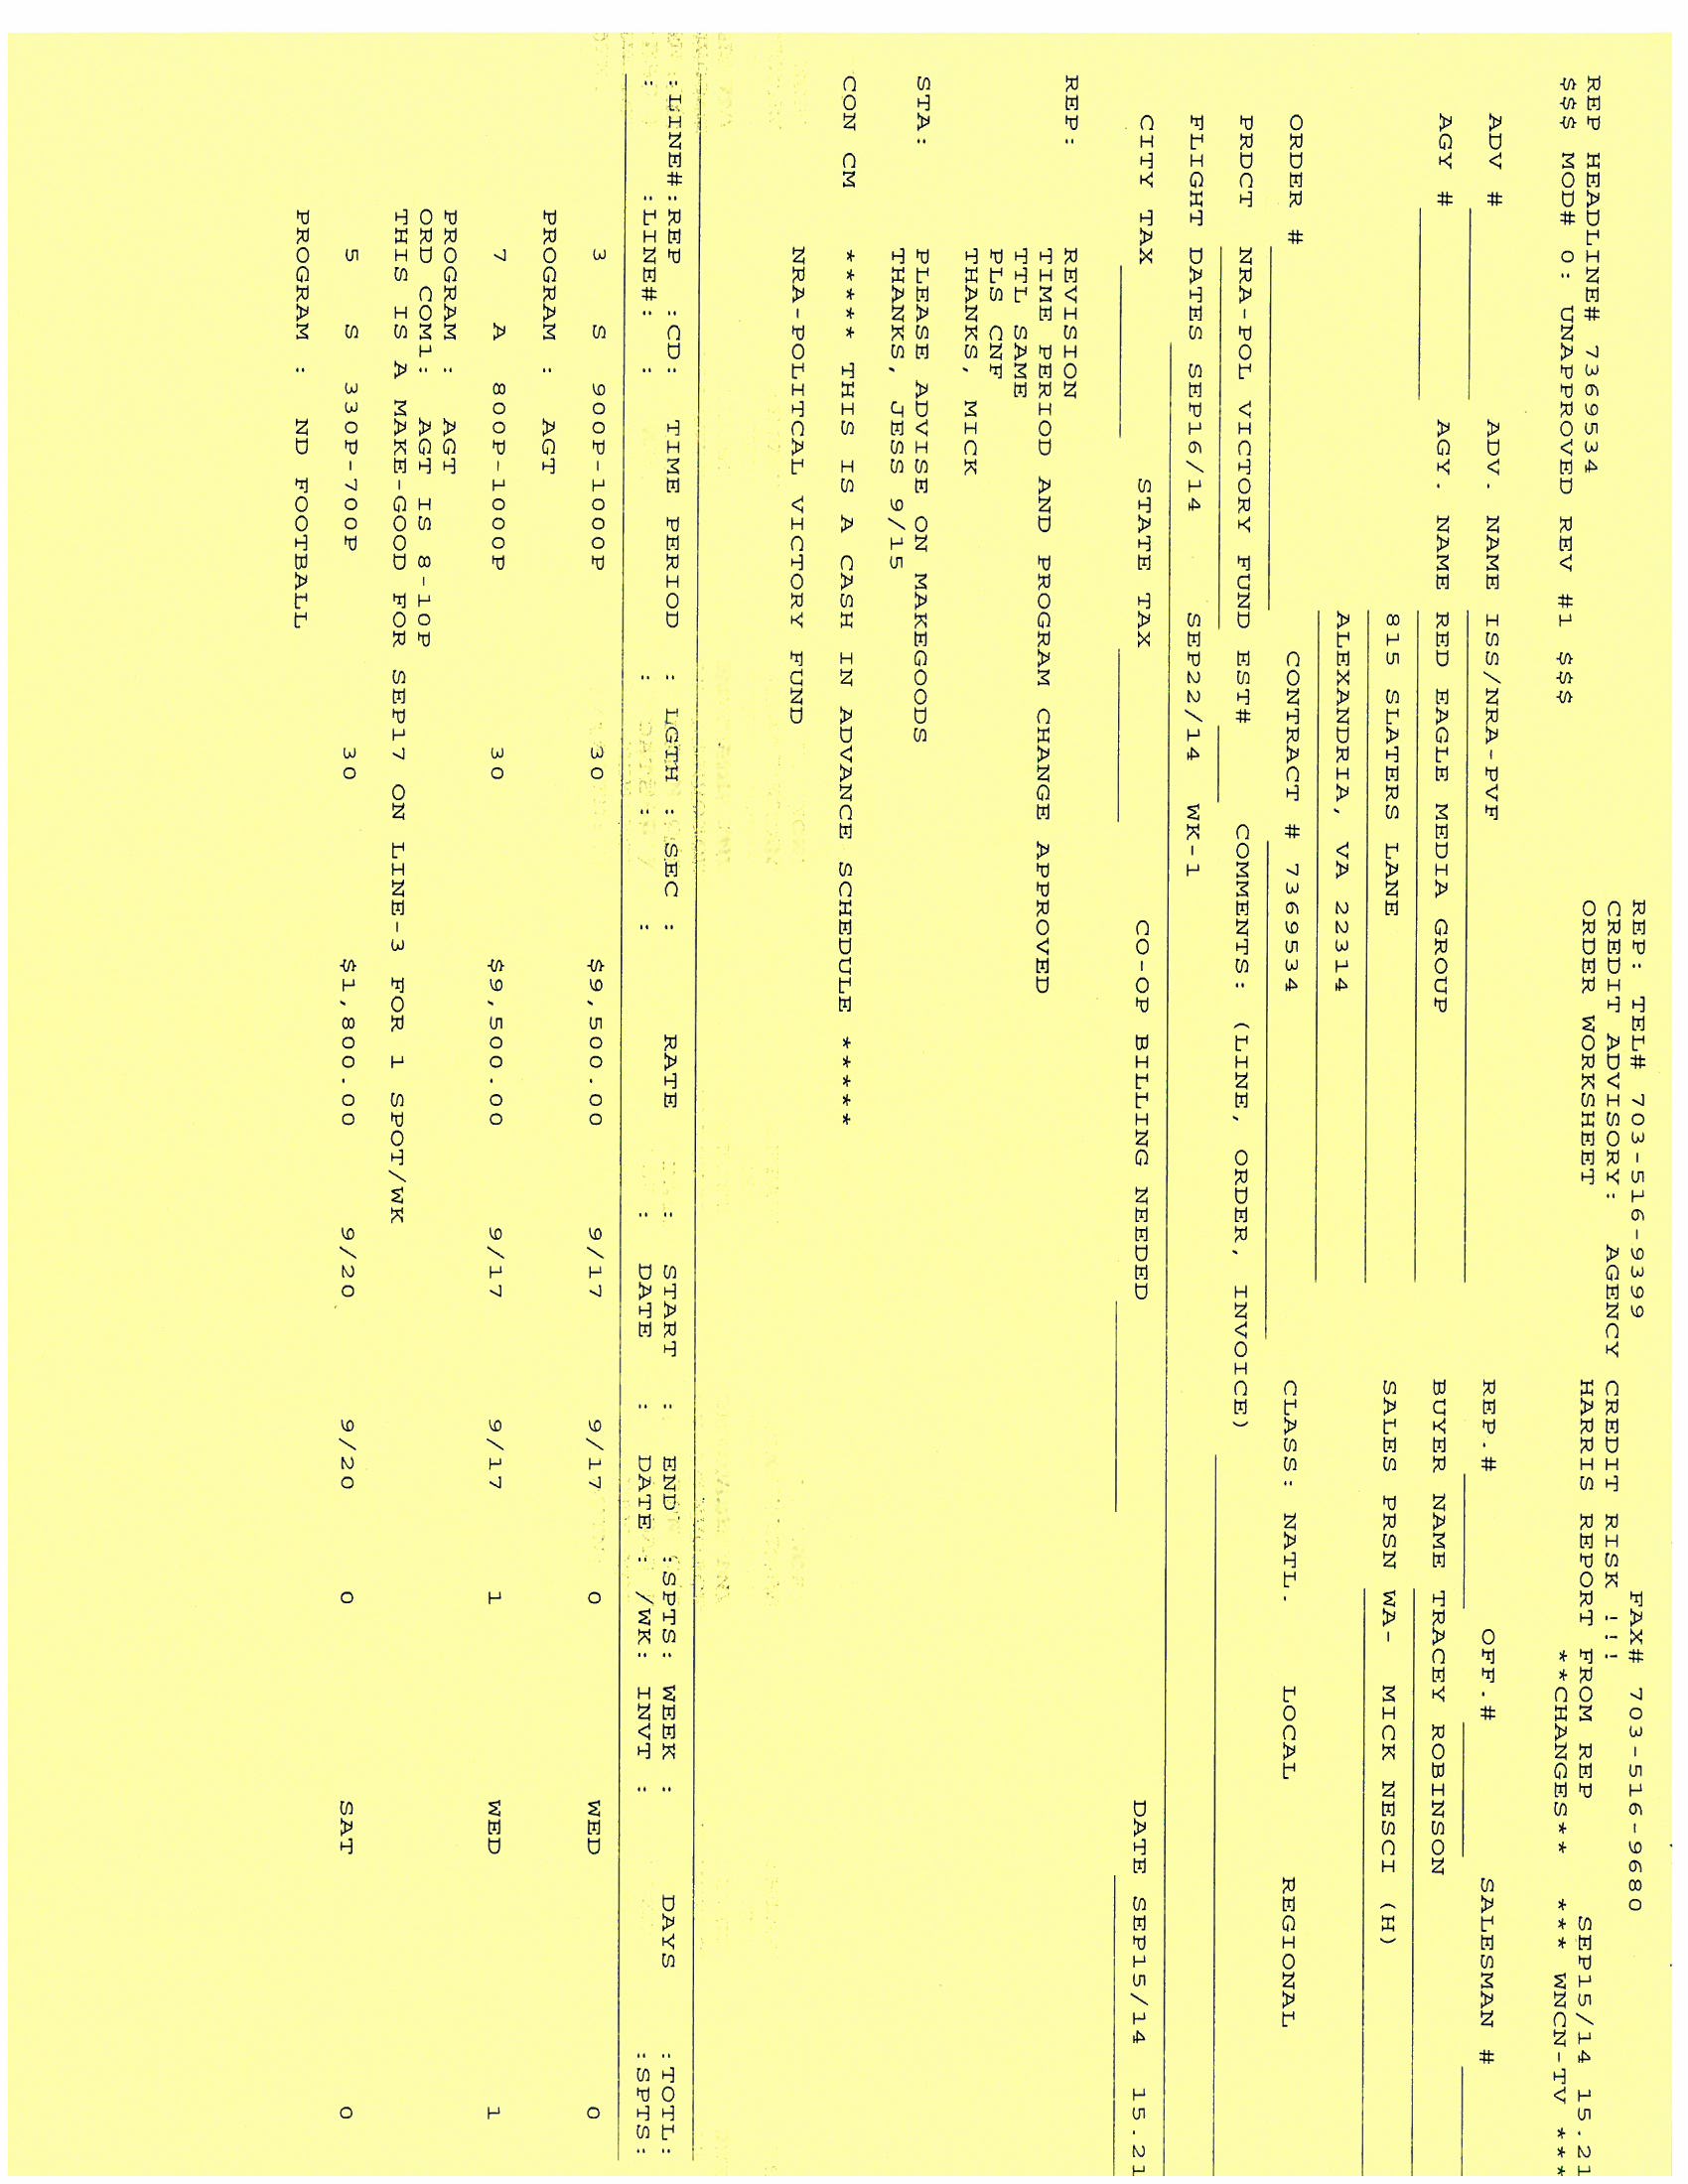 REP: TEL# 703-516-9399 FAX# 703-516-9680
CREDIT ADVISORY: AGENCY CREDIT RISK !!!
REP HEADLINE# 7369534 ORDER WORKSHEET HARRIS REPORT FROM REP SEP15/14 15.21
$$$ MOD# 0: UNAPPROVED REV #1 $$$ **CHANGES** *** WNCN-TV ***
ADV # ADV. NAME ISS/NRA-PVF REP.# OFF.# SALESMAN #
AGY # AGY. NAME RED EAGLE MEDIA GROUP BUYER NAME TRACEY ROBINSON
815 SLATERS LANE SALES PRSN WA- MICK NESCI (H)
ALEXANDRIA, VA 22314
ORDER # CONTRACT # 7369534 CLASS: NATL. LOCAL REGIONAL
PRDCT NRA-POL VICTORY FUND EST# COMMENTS: (LINE, ORDER, INVOICE)
FLIGHT DATES SEP16/14 SEP22/14 WK-1
CITY TAX STATE TAX CO-OP BILLING NEEDED DATE SEP15/14 15.21
REP: REVISION
TIME PERIOD AND PROGRAM CHANGE APPROVED
TTL SAME
PLS CNF
THANKS, MICK
STA: PLEASE ADVISE ON MAKEGOODS
THANKS, JESS 9/15
CON CM ***** THIS IS A CASH IN ADVANCE SCHEDULE *****
NRA-POLITCAL VICTORY FUND
:LINE#:REP :CD: TIME PERIOD : LGTH : SEC : RATE : START : END :SPTS: WEEK : DAYS :TOTL:
: :LINE#: : : : : : DATE : DATE : /WK: INVT : :SPTS:
3 S 900P-1000P 30 $9,500.00 9/17 9/17 0 WED 0
PROGRAM : AGT
7 A 800P-1000P 30 $9,500.00 9/17 9/17 1 WED 1
PROGRAM : AGT
ORD COM1: AGT IS 8-10P
THIS IS A MAKE-GOOD FOR SEP17 ON LINE-3 FOR 1 SPOT/WK
5 S 330P-700P 30 $1,800.00 9/20 9/20 0 SAT 0
PROGRAM : ND FOOTBALL